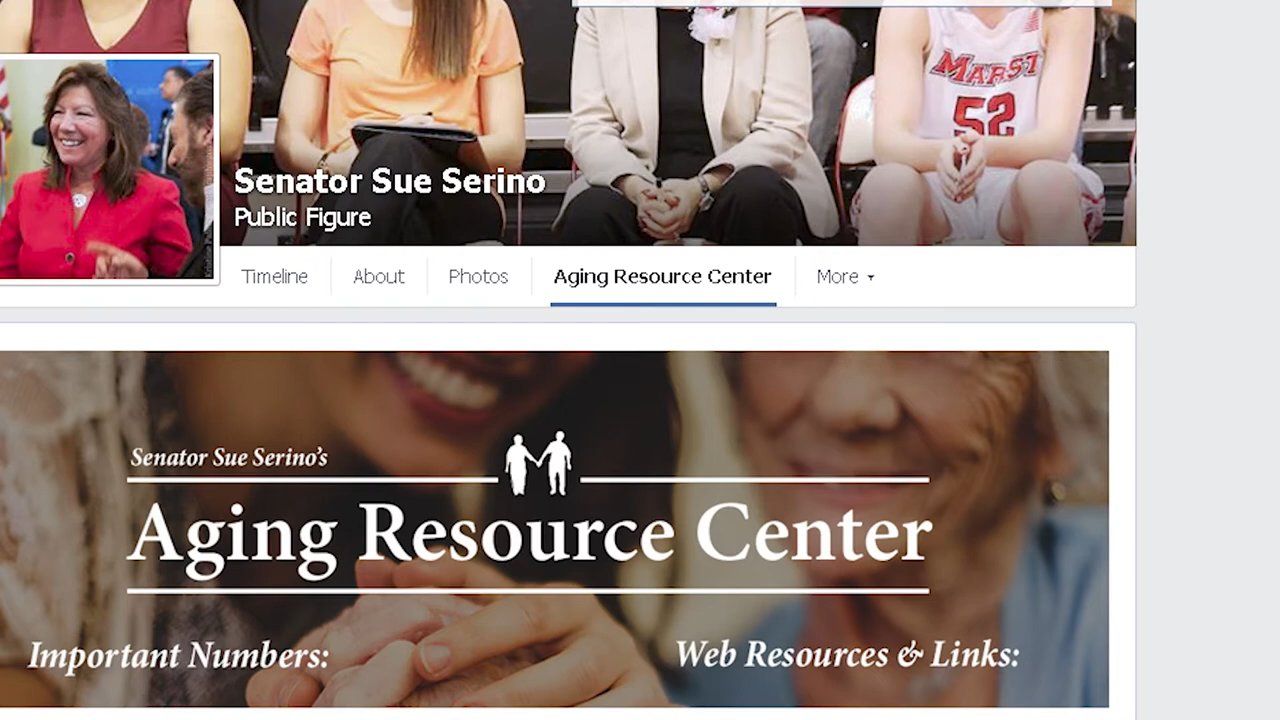 MARIST
52
Senator Sue Serino
Public Figure
Timeline
About
Photos
Aging Resource Center
More
Senator Sue Serino's
Aging Resource Center
Important Numbers:
Web Resources & Links: